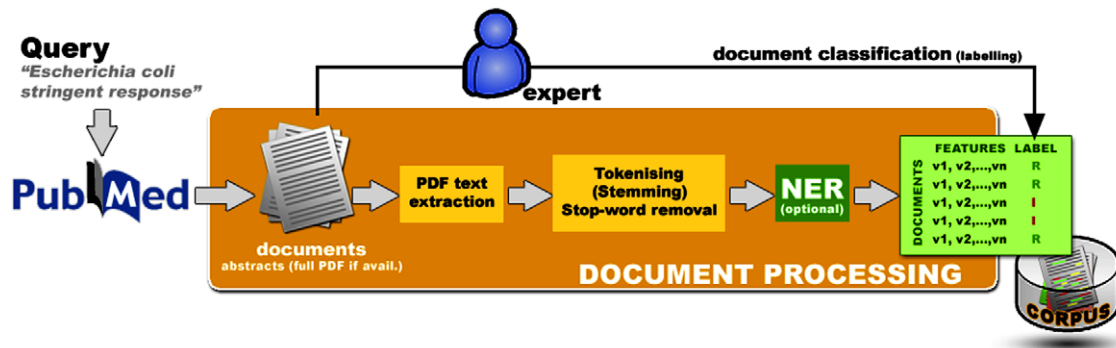 Query
"Escherichia coli
stringent response"
PubMed
expert
document classification (labelling)
documents
abstracts (full PDF if avail.)
PDF text
extraction
Tokenising
(Stemming)
Stop-word removal
NER
(optional)
FEATURES LABEL
DOCUMENTS
v1, v2,...,vn R
v1, v2,...,vn R
v1, v2,...,vn I
v1, v2,...,vn I
v1, v2,...,vn R
DOCUMENT PROCESSING
CORPUS